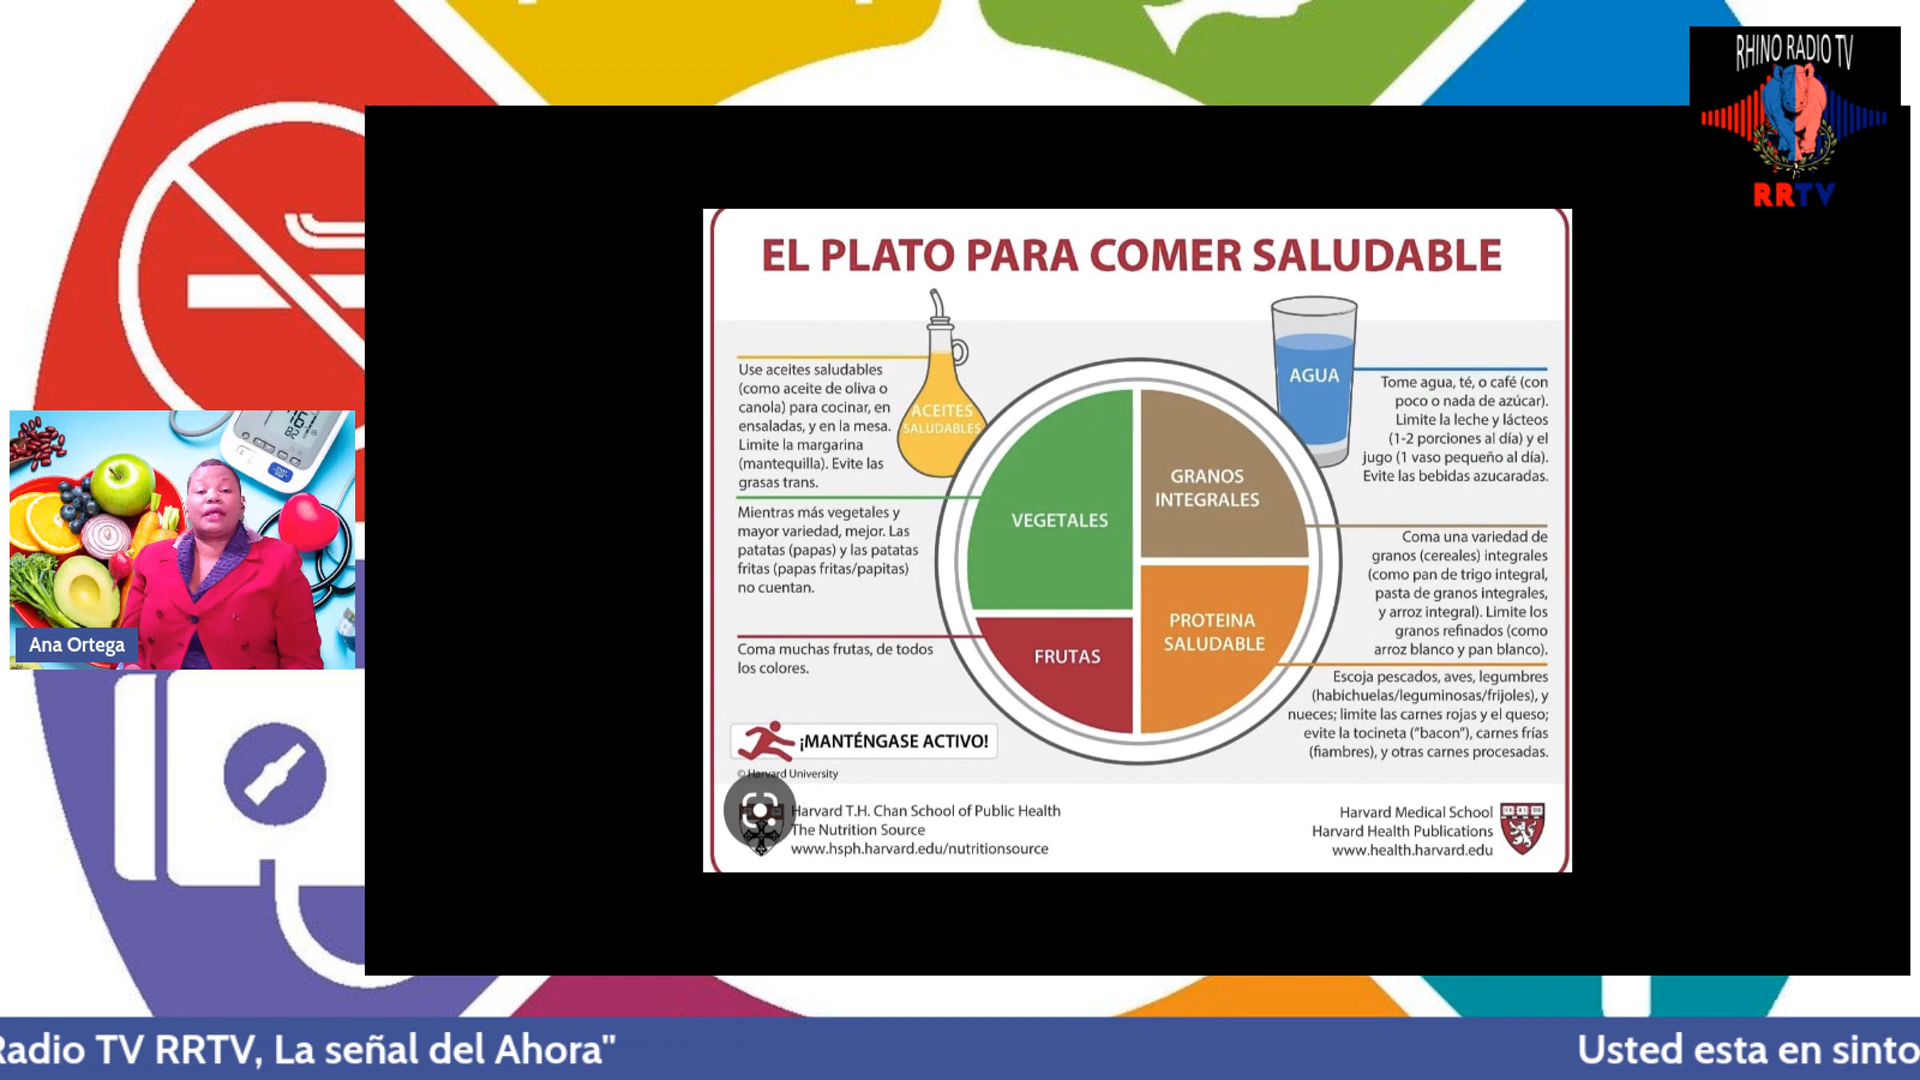 RHINO RADIO TV
RRTV
EL PLATO PARA COMER SALUDABLE
ACEITES
SALUDABLES
AGUA
Use aceites saludables
(como aceite de oliva o
canola) para cocinar, en
ensaladas, y en la mesa.
Limite la margarina
(mantequilla). Evite las
grasas trans.
Mientras más vegetales y
mayor variedad, mejor. Las
patatas (papas) y las patatas
fritas (papas fritas/papitas)
no cuentan.
Coma muchas frutas, de todos
los colores.
VEGETALES
FRUTAS
GRANOS
INTEGRALES
PROTEINA
SALUDABLE
Tome agua, té, o café (con
poco o nada de azúcar).
Limite la leche y lácteos
(1-2 porciones al día) y el
jugo (1 vaso pequeño al día).
Evite las bebidas azucaradas.
Coma una variedad de
granos (cereales) integrales
(como pan de trigo integral,
pasta de granos integrales,
y arroz integral). Limite los
granos refinados (como
arroz blanco y pan blanco).
Escoja pescados, aves, legumbres
(habichuelas/leguminosas/frijoles), y
nueces; limite las carnes rojas y el queso;
evite la tocineta ("bacon"), carnes frías
(fiambres), y otras carnes procesadas.
¡MANTÉNGASE ACTIVO!
© Harvard University
Harvard T.H. Chan School of Public Health
The Nutrition Source
www.hsph.harvard.edu/nutritionsource
Harvard Medical School
Harvard Health Publications
www.health.harvard.edu
Ana Ortega
Radio TV RRTV, La señal del Ahora"
Usted esta en sinto